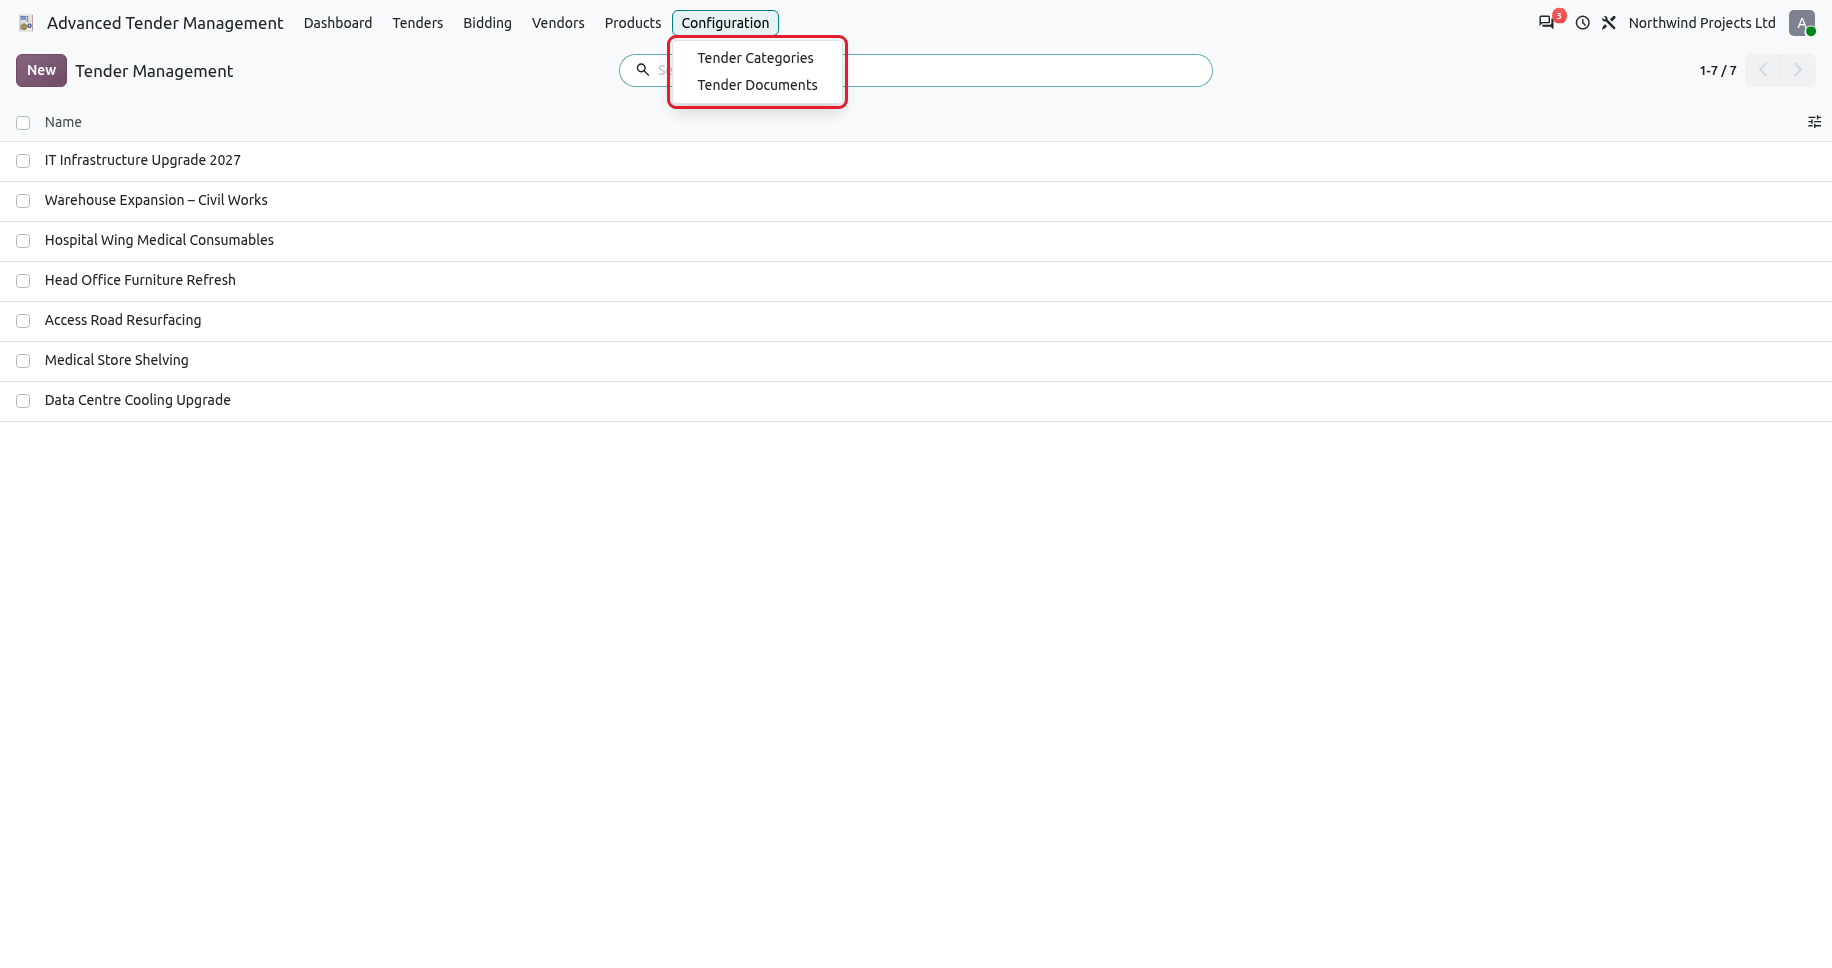 Advanced Tender Management Dashboard Tenders Bidding Vendors Products Configuration 3 Northwind Projects Ltd A
Tender Categories
Tender Documents
New Tender Management 1-7 / 7
Name
IT Infrastructure Upgrade 2027
Warehouse Expansion – Civil Works
Hospital Wing Medical Consumables
Head Office Furniture Refresh
Access Road Resurfacing
Medical Store Shelving
Data Centre Cooling Upgrade